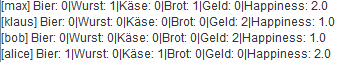 [max] Bier: 0|Wurst: 1|Käse: 0|Brot: 1|Geld: 0|Happiness: 2.0
[klaus] Bier: 0|Wurst: 0|Käse: 0|Brot: 0|Geld: 2|Happiness: 1.0
[bob] Bier: 0|Wurst: 0|Käse: 0|Brot: 0|Geld: 2|Happiness: 1.0
[alice] Bier: 1|Wurst: 0|Käse: 1|Brot: 0|Geld: 0|Happiness: 2.0